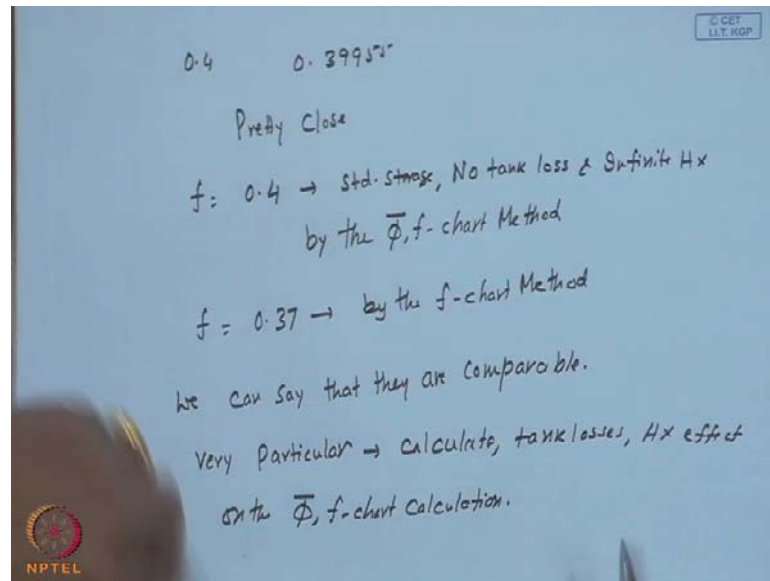 © CET
I.I.T. KGP
0.4 0.39955
Pretty Close
f = 0.4 → Std. Storage, No tank loss & Infinite Hx
by the Φ̅, f-chart Method
f = 0.37 → by the f-chart Method
We can say that they are comparable.
Very Particular → Calculate, tank losses, Hx effect
on the Φ̅, f-chart Calculation.
NPTEL